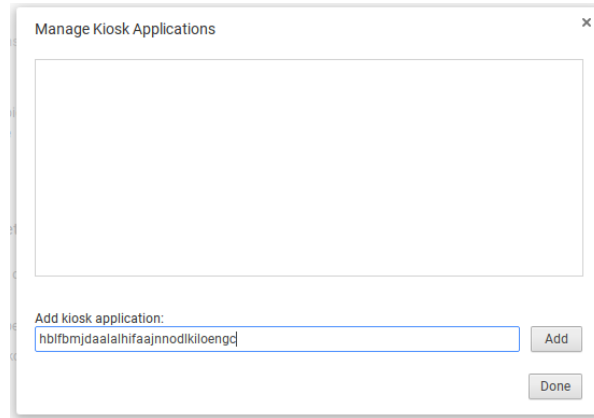 Manage Kiosk Applications
Add kiosk application:
hblfbmjdaalalhifaajnnodlkiloengc
Add
Done